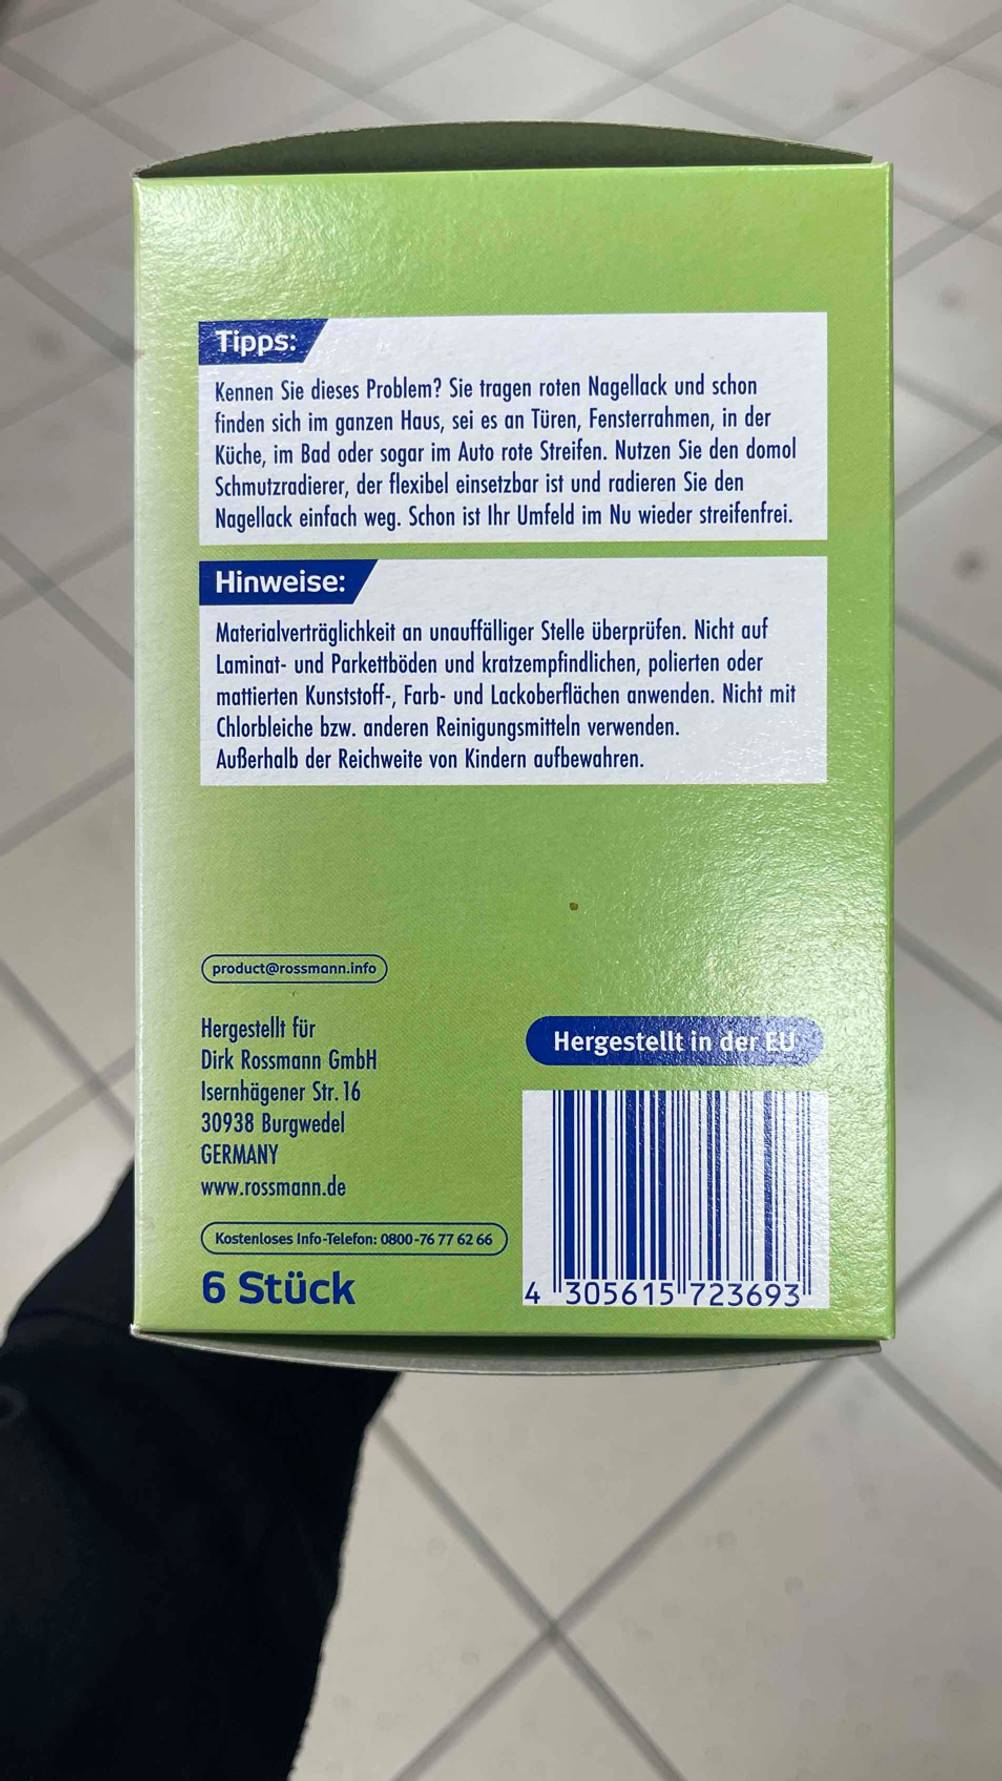 Tipps:
Kennen Sie dieses Problem? Sie tragen roten Nagellack und schon
finden sich im ganzen Haus, sei es an Türen, Fensterrahmen, in der
Küche, im Bad oder sogar im Auto rote Streifen. Nutzen Sie den domol
Schmutzradierer, der flexibel einsetzbar ist und radieren Sie den
Nagellack einfach weg. Schon ist Ihr Umfeld im Nu wieder streifenfrei.
Hinweise:
Materialverträglichkeit an unauffälliger Stelle überprüfen. Nicht auf
Laminat- und Parkettböden und kratzempfindlichen, polierten oder
mattierten Kunststoff-, Farb- und Lackoberflächen anwenden. Nicht mit
Chlorbleiche bzw. anderen Reinigungsmitteln verwenden.
Außerhalb der Reichweite von Kindern aufbewahren.
product@rossmann.info
Hergestellt für
Dirk Rossmann GmbH
Isernhägener Str. 16
30938 Burgwedel
GERMANY
www.rossmann.de
Kostenloses Info-Telefon: 0800-76 77 62 66
6 Stück
Hergestellt in der EU
4 305615 723693